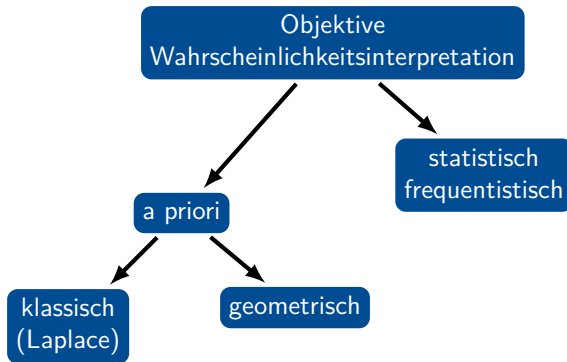 Objektive
Wahrscheinlichkeitsinterpretation
statistisch
frequentistisch
a priori
klassisch
(Laplace)
geometrisch